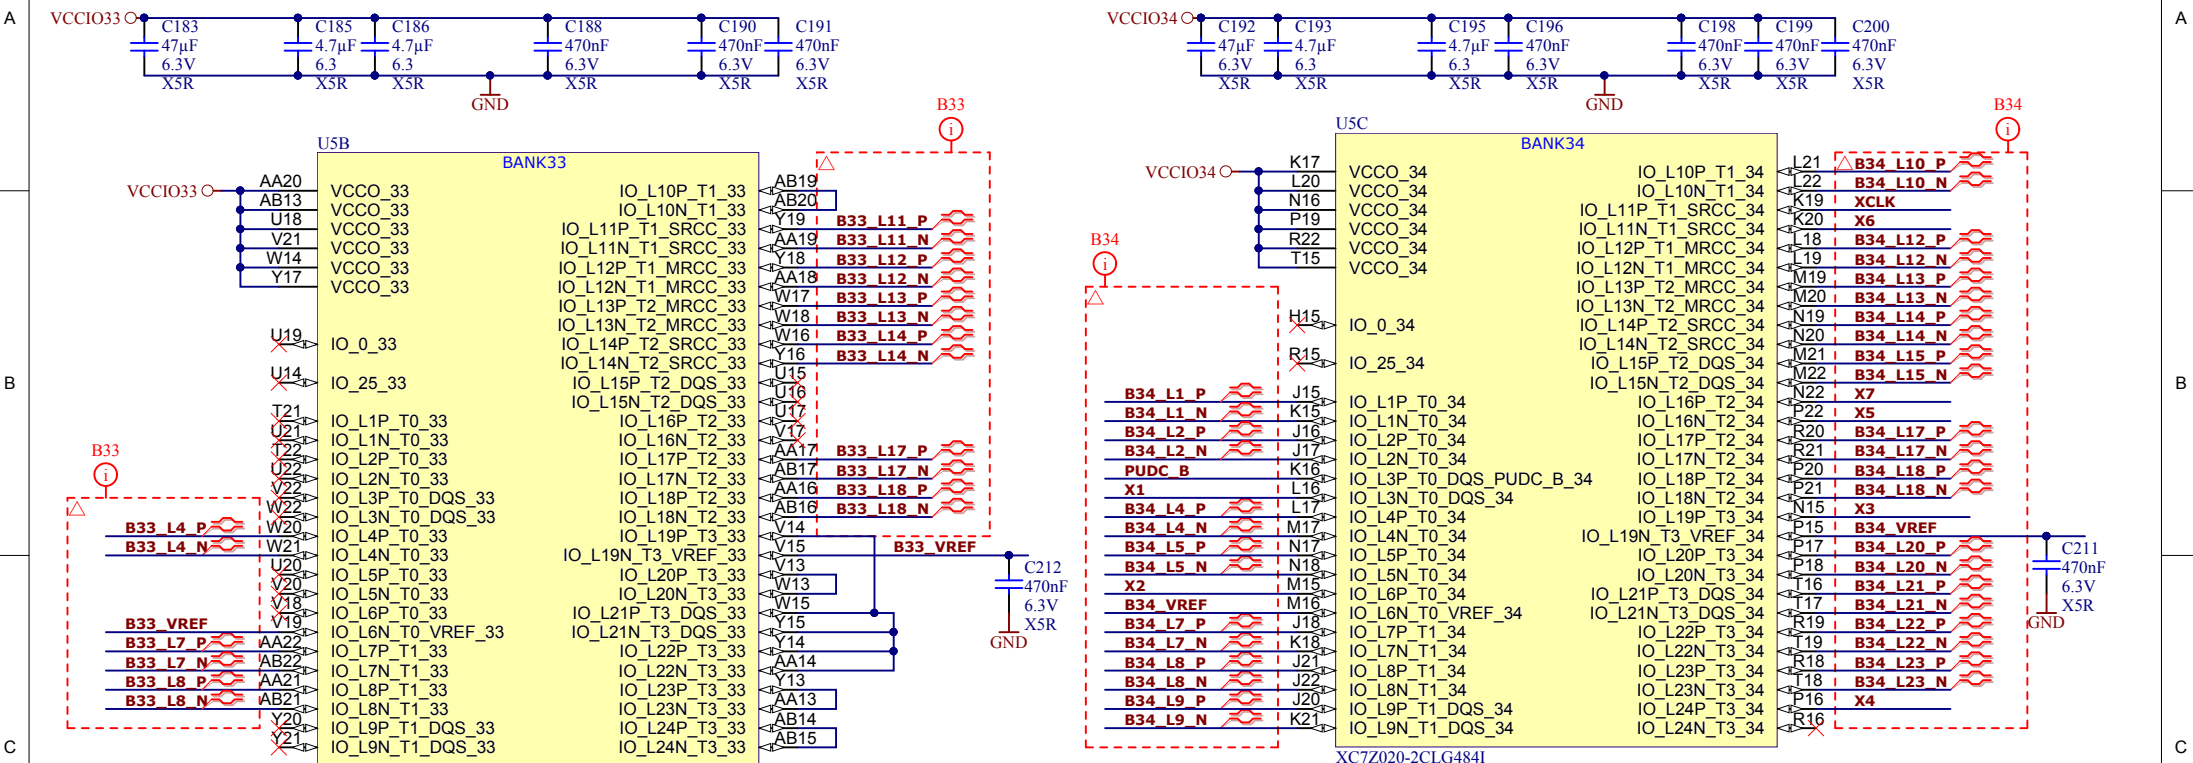 A
VCCIO33
C183
47µF
6.3V
X5R
C185
4.7µF
6.3
X5R
C186
4.7µF
6.3
X5R
C188
470nF
6.3V
X5R
C190
470nF
6.3V
X5R
C191
470nF
6.3V
X5R
GND
VCCIO34
C192
47µF
6.3V
X5R
C193
4.7µF
6.3
X5R
C195
4.7µF
6.3
X5R
C196
470nF
6.3V
X5R
C198
470nF
6.3V
X5R
C199
470nF
6.3V
X5R
C200
470nF
6.3V
X5R
GND
A
B33
i
U5B
BANK33
VCCIO33
AA20 VCCO_33
AB13 VCCO_33
U18 VCCO_33
V21 VCCO_33
W14 VCCO_33
Y17 VCCO_33
U19 IO_0_33
U14 IO_25_33
T21 IO_L1P_T0_33
U21 IO_L1N_T0_33
T22 IO_L2P_T0_33
U22 IO_L2N_T0_33
V22 IO_L3P_T0_DQS_33
W22 IO_L3N_T0_DQS_33
B33
i
B33_L4_P W20 IO_L4P_T0_33
B33_L4_N W21 IO_L4N_T0_33
U20 IO_L5P_T0_33
V20 IO_L5N_T0_33
V18 IO_L6P_T0_33
B33_VREF V19 IO_L6N_T0_VREF_33
B33_L7_P AA22 IO_L7P_T1_33
B33_L7_N AB22 IO_L7N_T1_33
B33_L8_P AA21 IO_L8P_T1_33
B33_L8_N AB21 IO_L8N_T1_33
Y20 IO_L9P_T1_DQS_33
Y21 IO_L9N_T1_DQS_33
IO_L10P_T1_33 AB19
IO_L10N_T1_33 AB20
IO_L11P_T1_SRCC_33 Y19 B33_L11_P
IO_L11N_T1_SRCC_33 AA19 B33_L11_N
IO_L12P_T1_MRCC_33 Y18 B33_L12_P
IO_L12N_T1_MRCC_33 AA18 B33_L12_N
IO_L13P_T2_MRCC_33 W17 B33_L13_P
IO_L13N_T2_MRCC_33 W18 B33_L13_N
IO_L14P_T2_SRCC_33 W16 B33_L14_P
IO_L14N_T2_SRCC_33 Y16 B33_L14_N
IO_L15P_T2_DQS_33 U15
IO_L15N_T2_DQS_33 U16
IO_L16P_T2_33 U17
IO_L16N_T2_33 V17
IO_L17P_T2_33 AA17 B33_L17_P
IO_L17N_T2_33 AB17 B33_L17_N
IO_L18P_T2_33 AA16 B33_L18_P
IO_L18N_T2_33 AB16 B33_L18_N
IO_L19P_T3_33 V14
IO_L19N_T3_VREF_33 V15 B33_VREF
IO_L20P_T3_33 V13
IO_L20N_T3_33 W13
IO_L21P_T3_DQS_33 W15
IO_L21N_T3_DQS_33 Y15
IO_L22P_T3_33 Y14
IO_L22N_T3_33 AA14
IO_L23P_T3_33 Y13
IO_L23N_T3_33 AA13
IO_L24P_T3_33 AB14
IO_L24N_T3_33 AB15
C212
470nF
6.3V
X5R
GND
B34
i
U5C
BANK34
VCCIO34
K17 VCCO_34
L20 VCCO_34
N16 VCCO_34
P19 VCCO_34
R22 VCCO_34
T15 VCCO_34
B34
i
H15 IO_0_34
R15 IO_25_34
B34_L1_P J15 IO_L1P_T0_34
B34_L1_N K15 IO_L1N_T0_34
B34_L2_P J16 IO_L2P_T0_34
B34_L2_N J17 IO_L2N_T0_34
PUDC_B K16 IO_L3P_T0_DQS_PUDC_B_34
X1 L16 IO_L3N_T0_DQS_34
B34_L4_P L17 IO_L4P_T0_34
B34_L4_N M17 IO_L4N_T0_34
B34_L5_P N17 IO_L5P_T0_34
B34_L5_N N18 IO_L5N_T0_34
X2 M15 IO_L6P_T0_34
B34_VREF M16 IO_L6N_T0_VREF_34
B34_L7_P J18 IO_L7P_T1_34
B34_L7_N K18 IO_L7N_T1_34
B34_L8_P J21 IO_L8P_T1_34
B34_L8_N J22 IO_L8N_T1_34
B34_L9_P J20 IO_L9P_T1_DQS_34
B34_L9_N K21 IO_L9N_T1_DQS_34
IO_L10P_T1_34 L21 B34_L10_P
IO_L10N_T1_34 L22 B34_L10_N
IO_L11P_T1_SRCC_34 K19 XCLK
IO_L11N_T1_SRCC_34 K20 X6
IO_L12P_T1_MRCC_34 L18 B34_L12_P
IO_L12N_T1_MRCC_34 L19 B34_L12_N
IO_L13P_T2_MRCC_34 M19 B34_L13_P
IO_L13N_T2_MRCC_34 M20 B34_L13_N
IO_L14P_T2_SRCC_34 N19 B34_L14_P
IO_L14N_T2_SRCC_34 N20 B34_L14_N
IO_L15P_T2_DQS_34 M21 B34_L15_P
IO_L15N_T2_DQS_34 M22 B34_L15_N
IO_L16P_T2_34 N22 X7
IO_L16N_T2_34 P22 X5
IO_L17P_T2_34 R20 B34_L17_P
IO_L17N_T2_34 R21 B34_L17_N
IO_L18P_T2_34 P20 B34_L18_P
IO_L18N_T2_34 P21 B34_L18_N
IO_L19P_T3_34 N15 X3
IO_L19N_T3_VREF_34 P15 B34_VREF
IO_L20P_T3_34 P17 B34_L20_P
IO_L20N_T3_34 P18 B34_L20_N
IO_L21P_T3_DQS_34 T16 B34_L21_P
IO_L21N_T3_DQS_34 T17 B34_L21_N
IO_L22P_T3_34 R19 B34_L22_P
IO_L22N_T3_34 T19 B34_L22_N
IO_L23P_T3_34 R18 B34_L23_P
IO_L23N_T3_34 T18 B34_L23_N
IO_L24P_T3_34 P16 X4
IO_L24N_T3_34 R16
C211
470nF
6.3V
X5R
GND
XC7Z020-2CLG484I
B
B
C
C